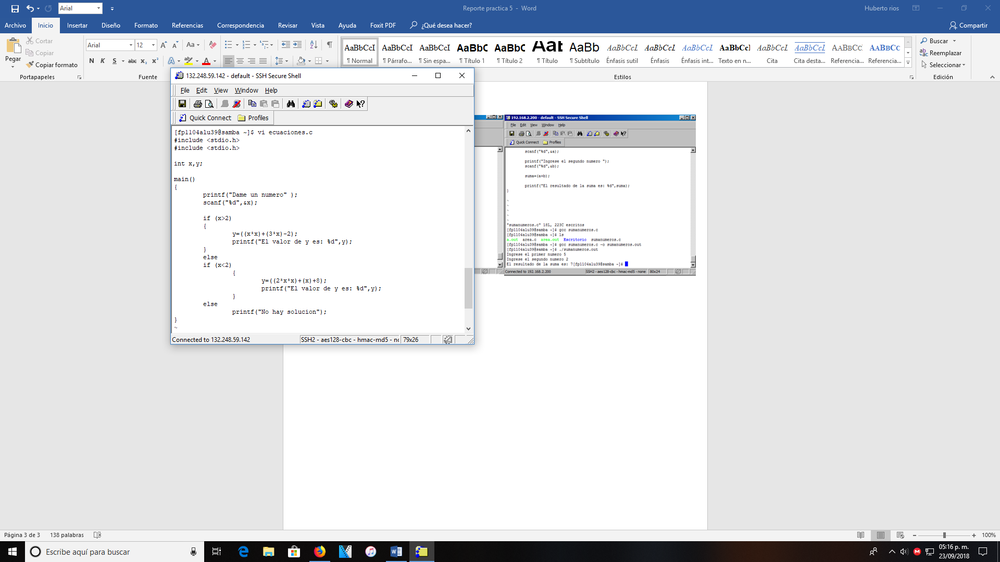 Arial
Reporte practica 5 - Word
Huberto rios
Archivo Inicio Insertar Diseño Formato Referencias Correspondencia Revisar Vista Ayuda Foxit PDF ¿Qué desea hacer? Compartir
Pegar
Cortar
Copiar
Copiar formato
Portapapeles
Arial 12 Aa
N K S abc x₂ x²
Fuente
AaBbCcI AaBbCcI AaBbCcI AaBbC AaBbC AaB AaBb AaBbCcL AaBbCcL AaBbCcL AaBbCcl AaBbCcL AaBbCcL AaBbCc AaBbCc
¶ Normal ¶ Párrafo... ¶ Sin espa... ¶ Título 1 ¶ Título 2 ¶ Título ¶ Subtítulo Énfasis sutil Énfasis Énfasis int... Texto en n... Cita Cita desta... Referencia... Referencia...
Estilos
Buscar
Reemplazar
Seleccionar
Edición
132.248.59.142 - default - SSH Secure Shell
File Edit View Window Help
Quick Connect Profiles
[fp1104alu39@samba ~]$ vi ecuaciones.c
#include <stdio.h>
#include <stdio.h>
int x,y;
main()
{
printf("Dame un numero" );
scanf("%d",&x);
if (x>2)
{
y=((x*x)+(3*x)-2);
printf("El valor de y es: %d",y);
}
else
if (x<2)
{
y=((2*x*x)+(x)+8);
printf("El valor de y es: %d",y);
}
else
printf("No hay solucion");
}
~
Connected to 132.248.59.142 SSH2 - aes128-cbc - hmac-md5 - no 79x26
192.168.2.200 - default - SSH Secure Shell
File Edit View Window Help
Quick Connect Profiles
scanf("%d",&a);
printf("Ingrese el segundo numero ");
scanf("%d",&b);
suma=(a+b);
printf("El resultado de la suma es: %d",suma);
}
~
~
~
~
~
"sumanumeros.c" 18L, 223C escritos
[fp1104alu39@samba ~]$ gcc sumanumeros.c
[fp1104alu39@samba ~]$ ls
a.out area.c area.out Escritorio sumanumeros.c
[fp1104alu39@samba ~]$ gcc sumanumeros.c -o sumanumeros.out
[fp1104alu39@samba ~]$ ./sumanumeros.out
Ingrese el primer numero 5
Ingrese el segundo numero 2
El resultado de la suma es: 7[fp1104alu39@samba ~]$
Connected to 192.168.2.200 SSH2 - aes128-cbc - hmac-md5 - none 80x24
Página 3 de 3 138 palabras
100%
Escribe aquí para buscar
05:16 p. m.
23/09/2018